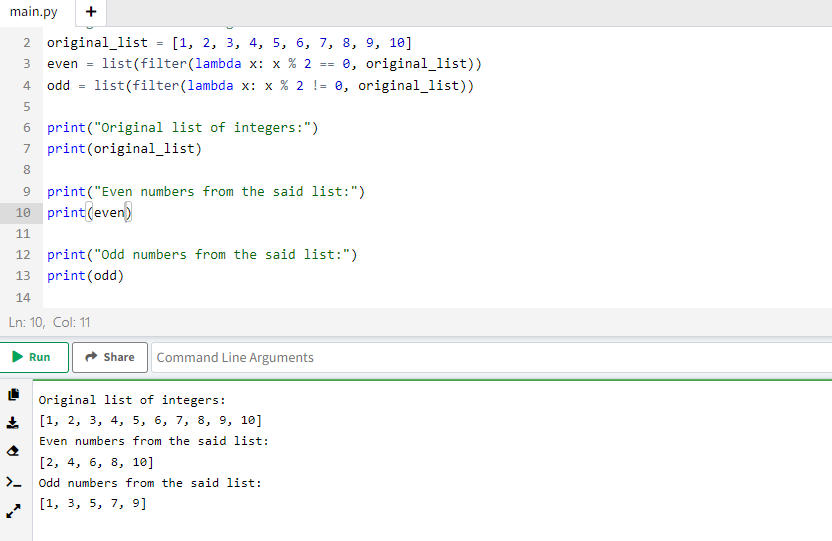 main.py +
2 original_list = [1, 2, 3, 4, 5, 6, 7, 8, 9, 10]
3 even = list(filter(lambda x: x % 2 == 0, original_list))
4 odd = list(filter(lambda x: x % 2 != 0, original_list))
5
6 print("Original list of integers:")
7 print(original_list)
8
9 print("Even numbers from the said list:")
10 print(even)
11
12 print("Odd numbers from the said list:")
13 print(odd)
14
Ln: 10, Col: 11
Run Share Command Line Arguments
Original list of integers:
[1, 2, 3, 4, 5, 6, 7, 8, 9, 10]
Even numbers from the said list:
[2, 4, 6, 8, 10]
Odd numbers from the said list:
[1, 3, 5, 7, 9]